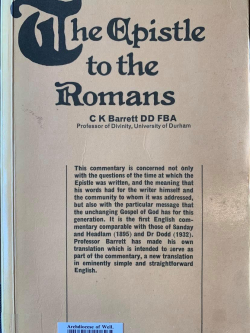 The Epistle
to the
Romans
C K Barrett DD FBA
Professor of Divinity, University of Durham
This commentary is concerned not only
with the questions of the time at which the
Epistle was written, and the meaning that
his words had for the writer himself and
the community to whom it was addressed,
but also with the particular message that
the unchanging Gospel of God has for this
generation. It is the first English com-
mentary comparable with those of Sanday
and Headlam (1895) and Dr Dodd (1932).
Professor Barrett has made his own
translation which is intended to serve as
part of the commentary, a new translation
in eminently simple and straightforward
English.
Archdiocese of Well.